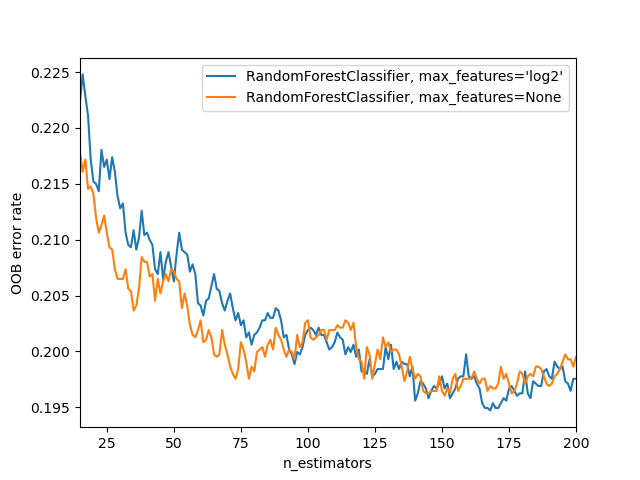 RandomForestClassifier, max_features='log2'
RandomForestClassifier, max_features=None
0.225
0.220
0.215
0.210
0.205
0.200
0.195
OOB error rate
25 50 75 100 125 150 175 200
n_estimators